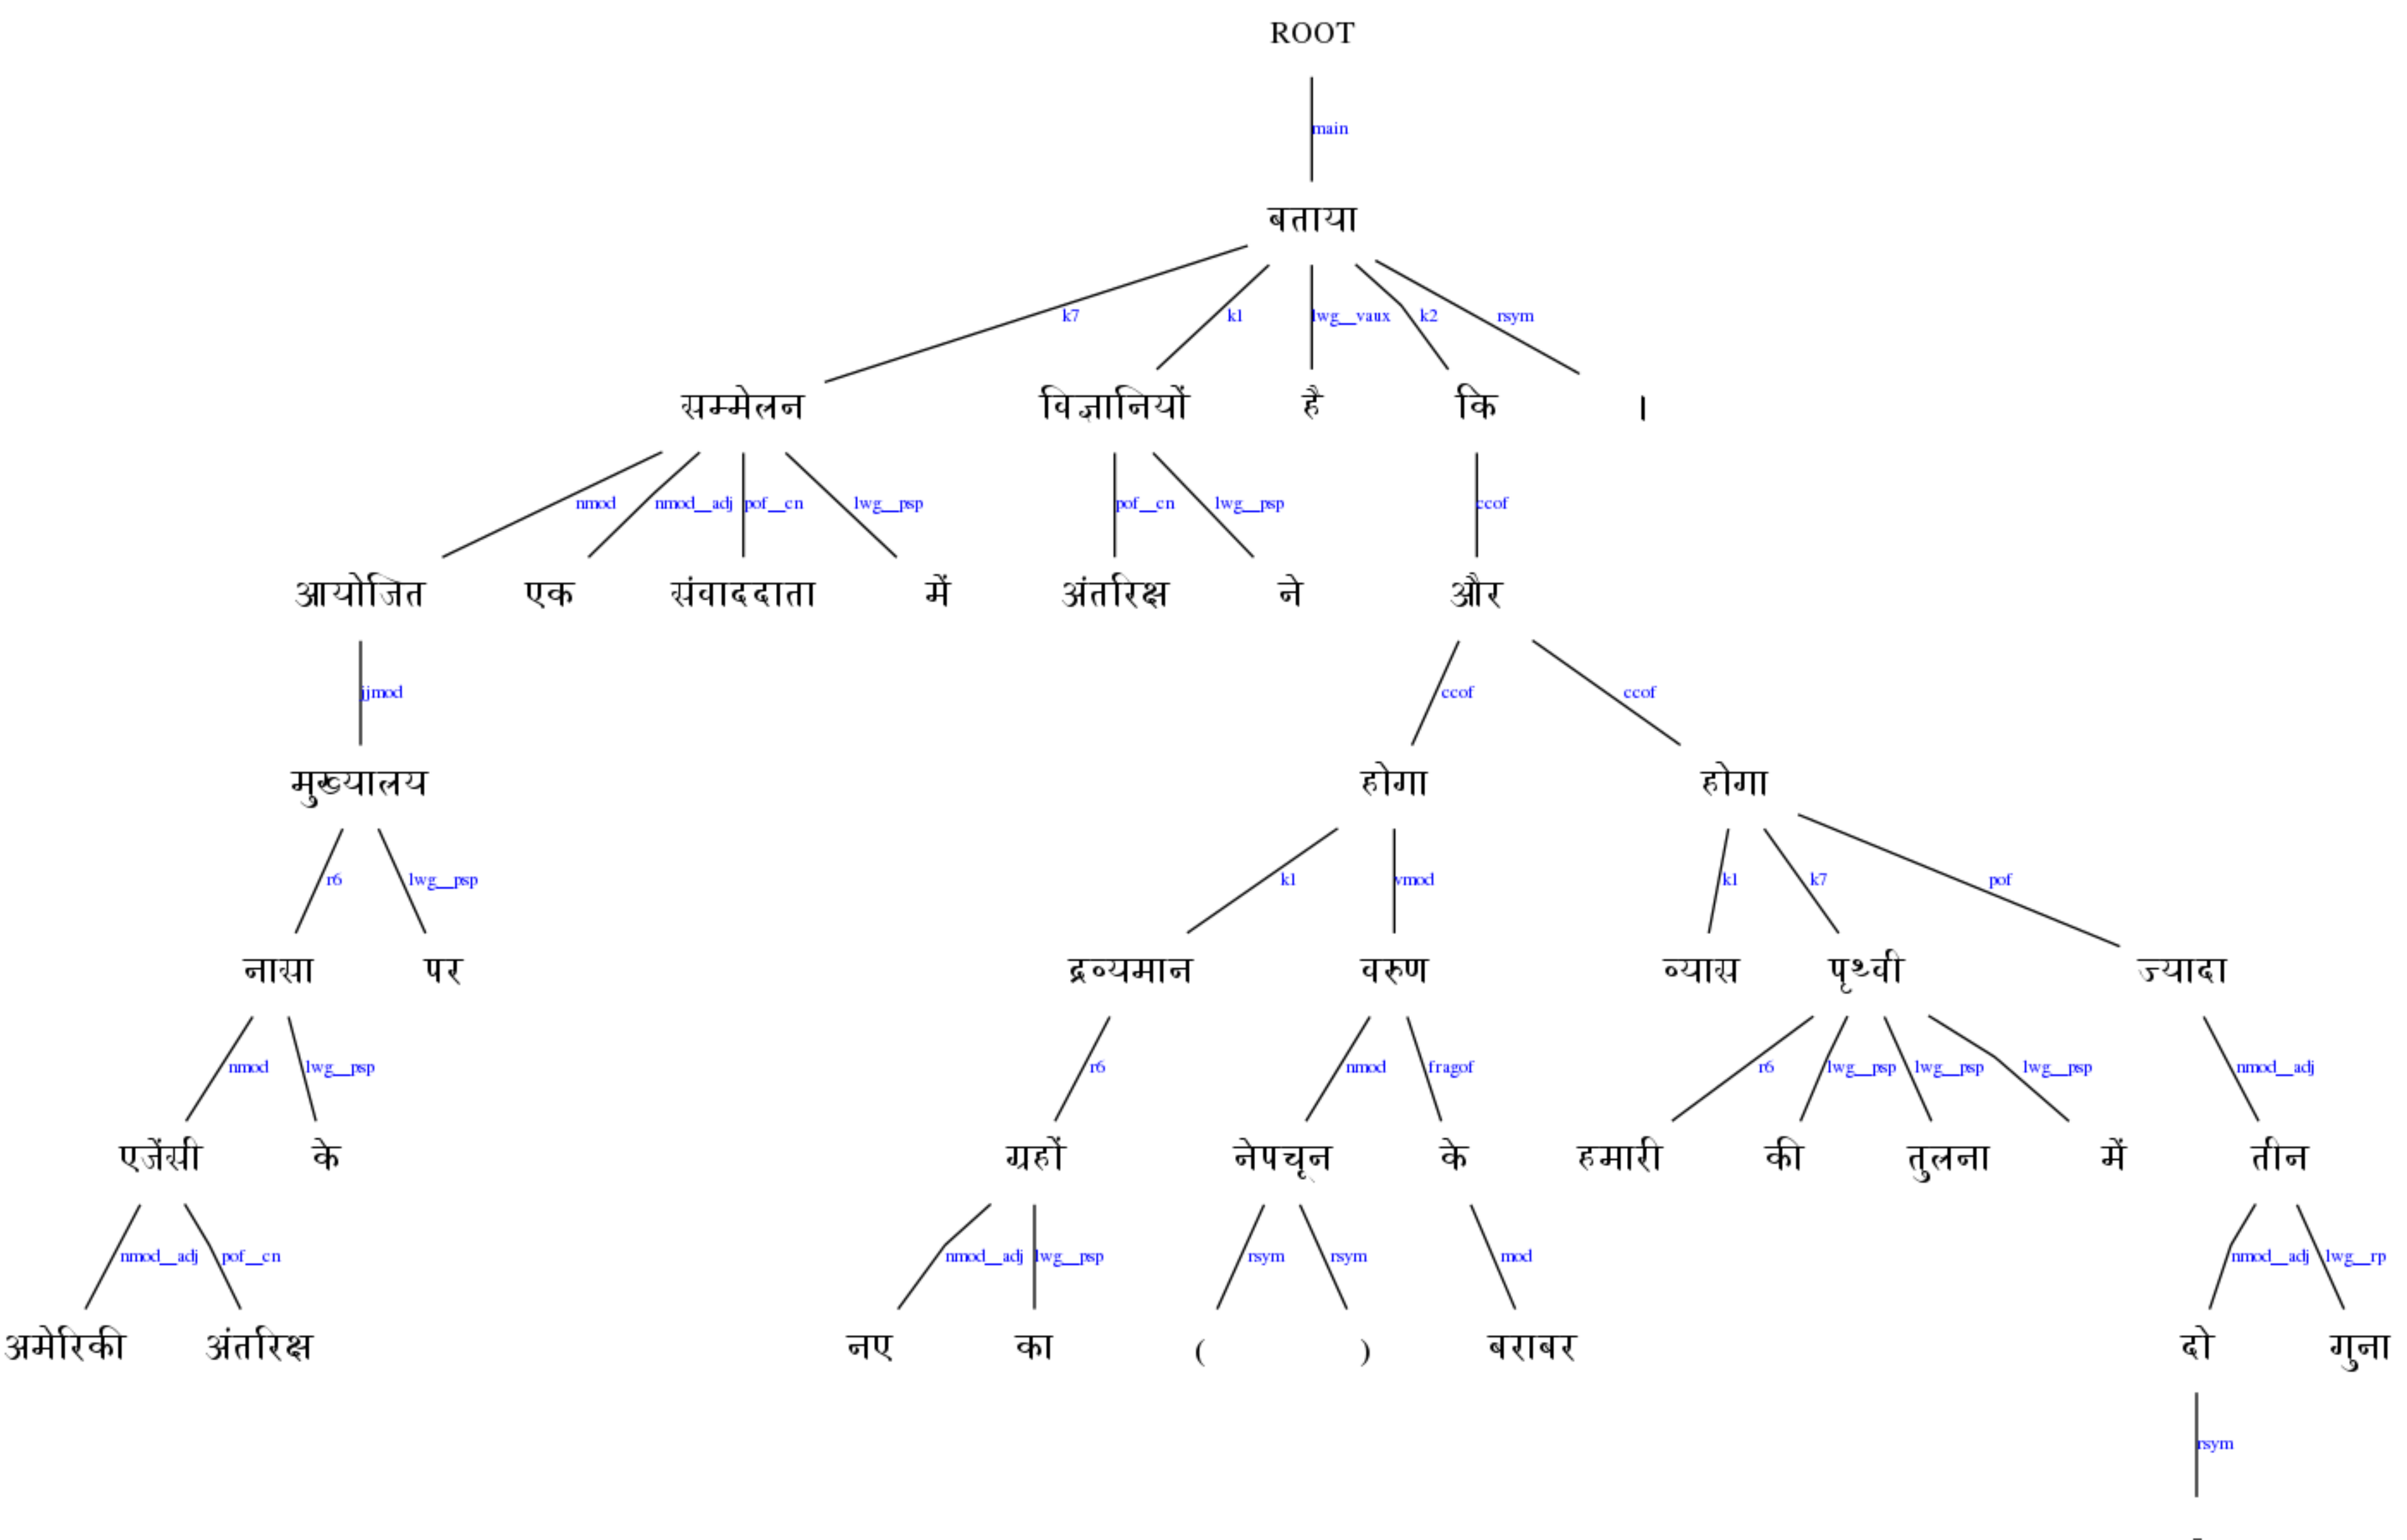 ROOT
main
बताया
k7 k1 lwg__vaux k2 rsym
सम्मेलन विज्ञानियों है कि ।
nmod nmod__adj pof__cn lwg__psp pof__cn lwg__psp ccof
आयोजित एक संवाददाता में अंतरिक्ष ने और
jjmod ccof ccof
मुख्यालय होगा होगा
r6 lwg__psp k1 vmod k1 k7 pof
नासा पर द्रव्यमान वरुण व्यास पृथ्वी ज्यादा
nmod lwg__psp r6 nmod fragof r6 lwg__psp lwg__psp lwg__psp nmod__adj
एजेंसी के ग्रहों नेपचून के हमारी की तुलना में तीन
nmod__adj pof__cn nmod__adj lwg__psp rsym rsym mod nmod__adj lwg__rp
अमेरिकी अंतरिक्ष नए का ( ) बराबर दो गुना
rsym